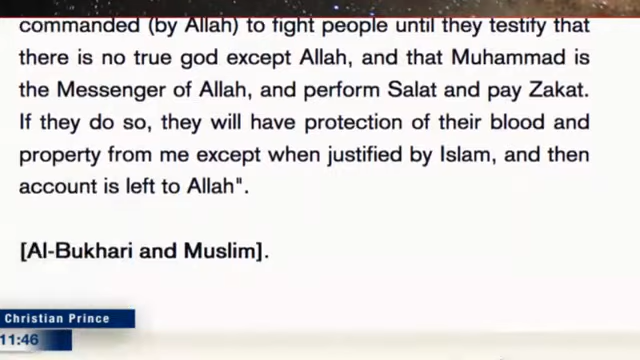 commanded (by Allah) to fight people until they testify that
there is no true god except Allah, and that Muhammad is
the Messenger of Allah, and perform Salat and pay Zakat.
If they do so, they will have protection of their blood and
property from me except when justified by Islam, and then
account is left to Allah".
[Al-Bukhari and Muslim].
Christian Prince
11:46